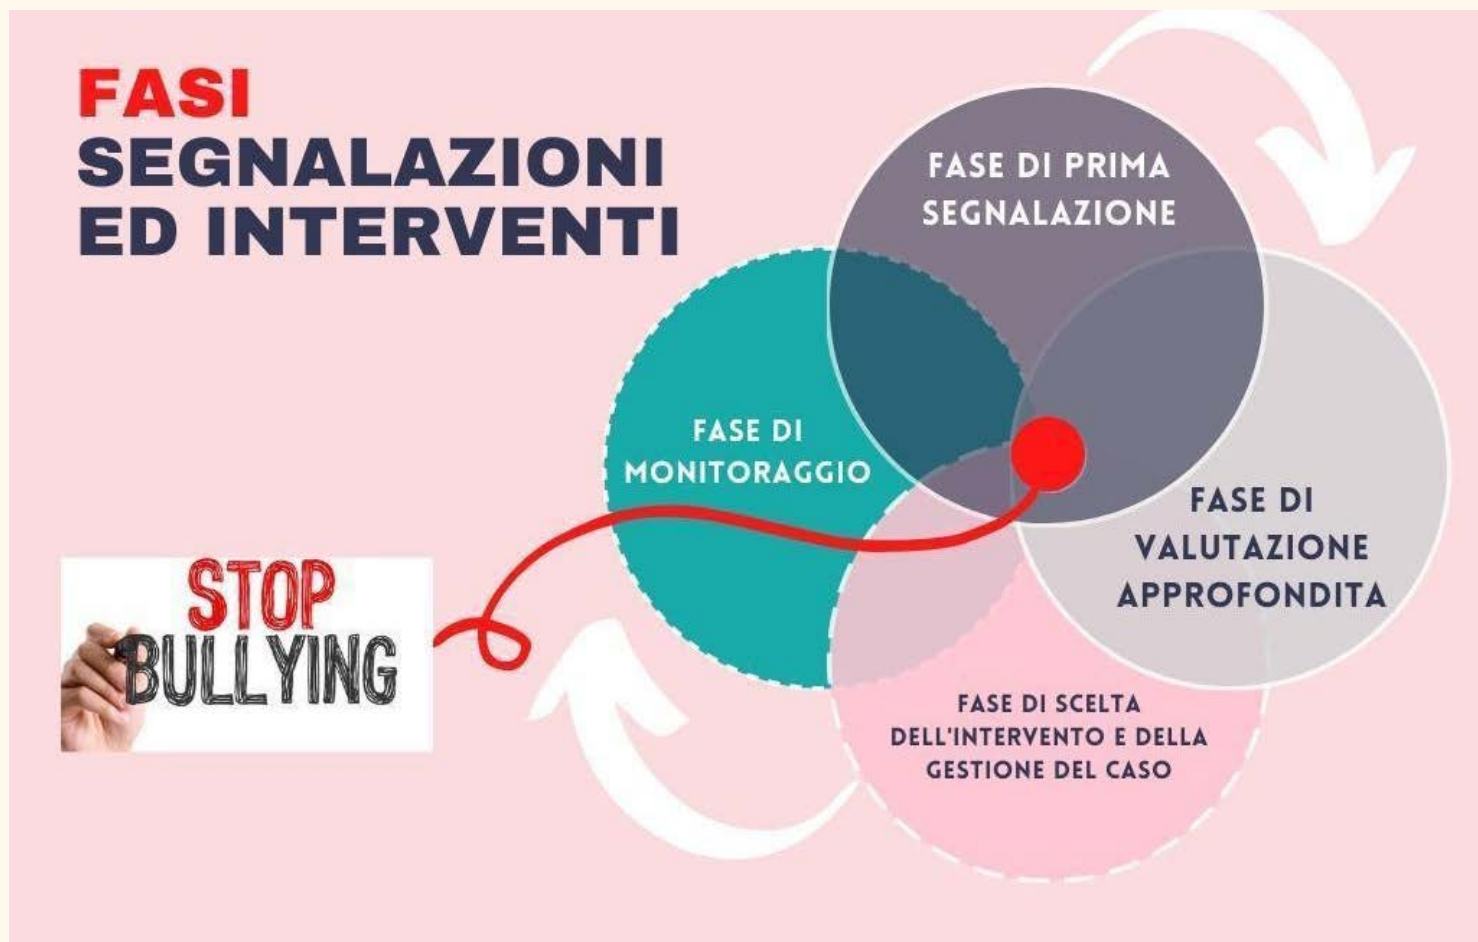 FASI
SEGNALAZIONI
ED INTERVENTI
FASE DI PRIMA
SEGNALAZIONE
FASE DI
MONITORAGGIO
FASE DI
VALUTAZIONE
APPROFONDITA
FASE DI SCELTA
DELL'INTERVENTO E DELLA
GESTIONE DEL CASO
STOP
BULLYING